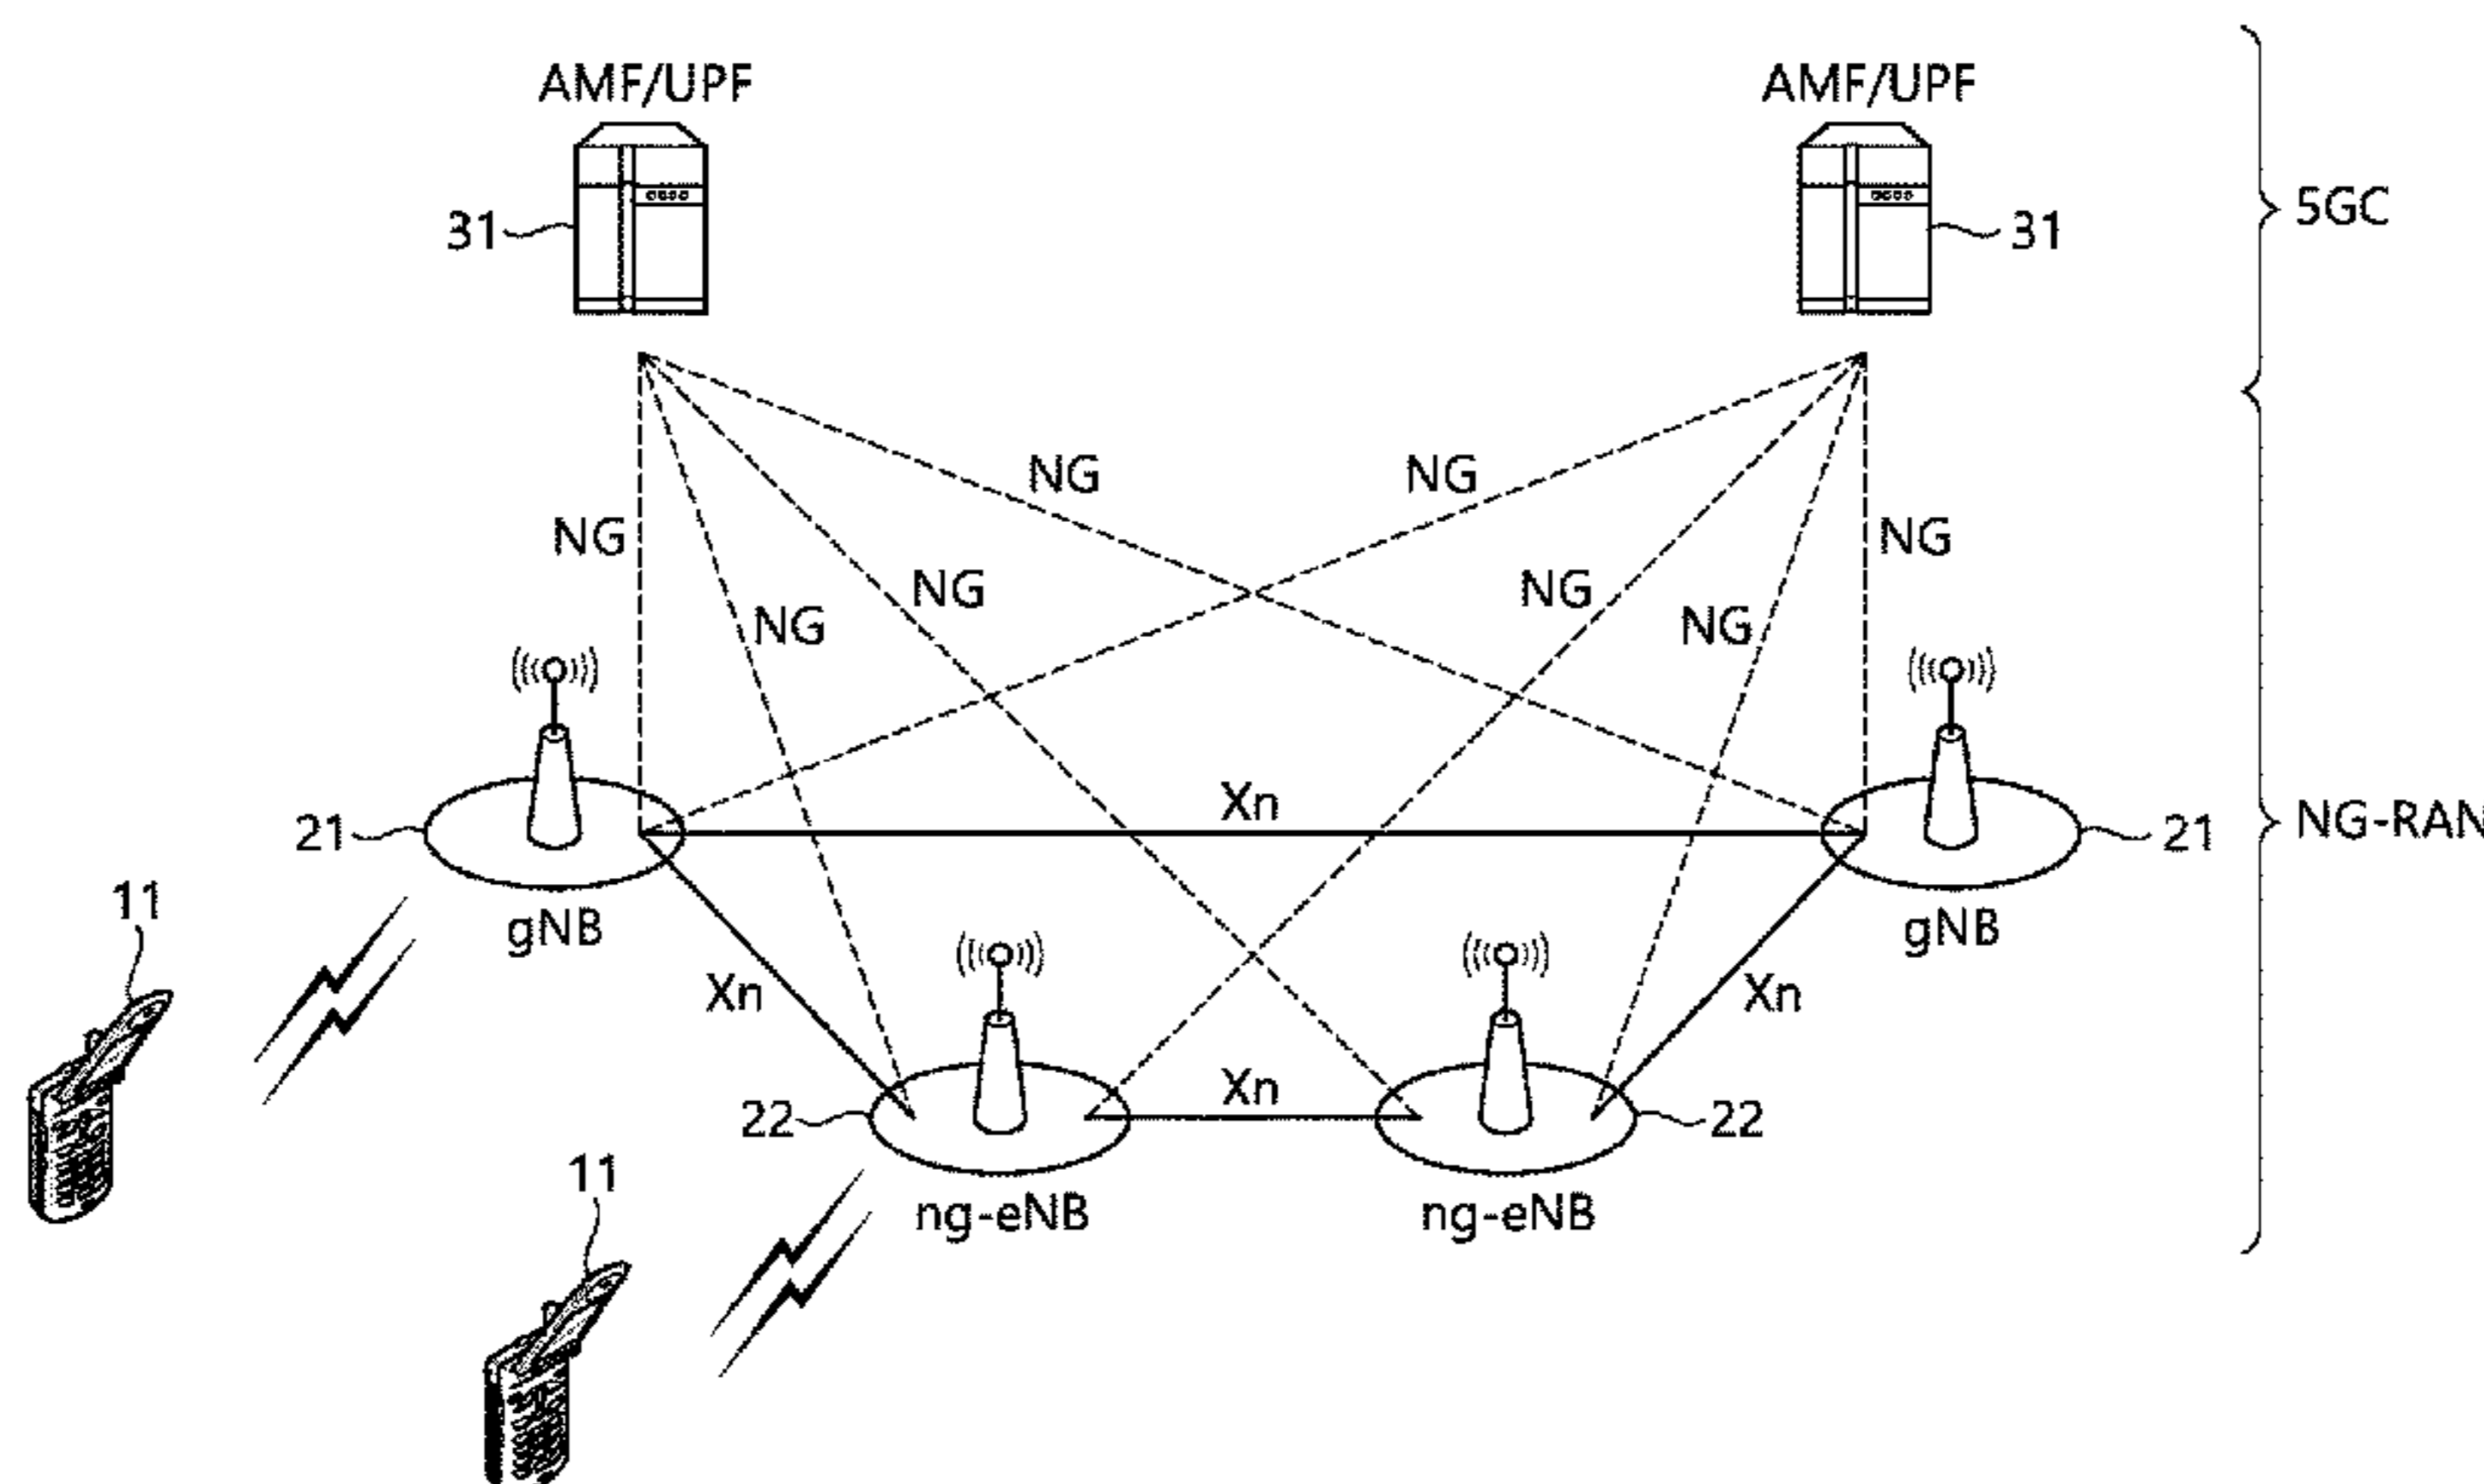 AMF/UPF
AMF/UPF
31
31
5GC
NG
NG
NG
NG
NG
NG
NG
NG
21
Xn
21
NG-RAN
11
gNB
gNB
Xn
Xn
22
Xn
22
11
ng-eNB
ng-eNB